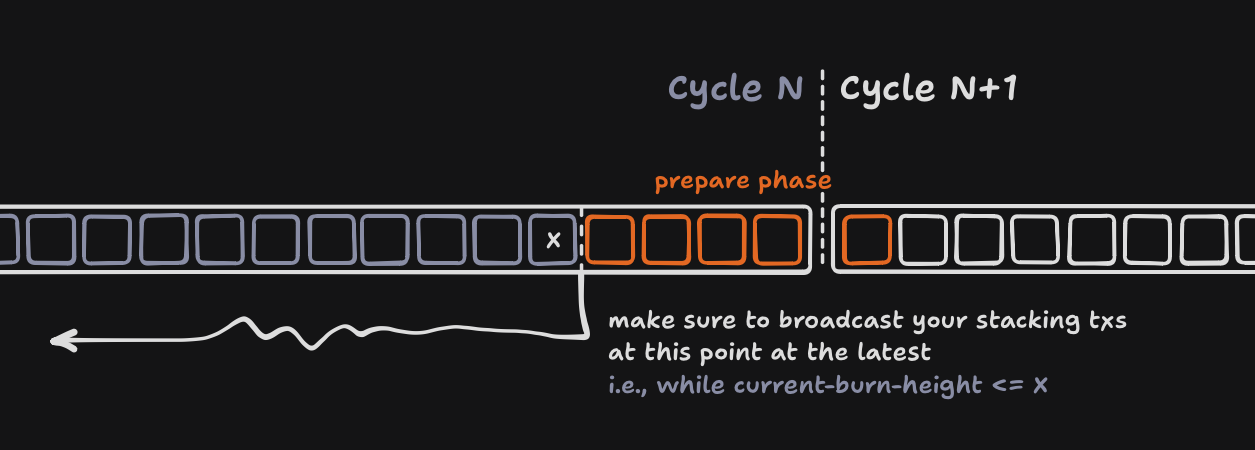 Cycle N
Cycle N+1
prepare phase
x
make sure to broadcast your stacking txs
at this point at the latest
i.e., while current-burn-height <= X